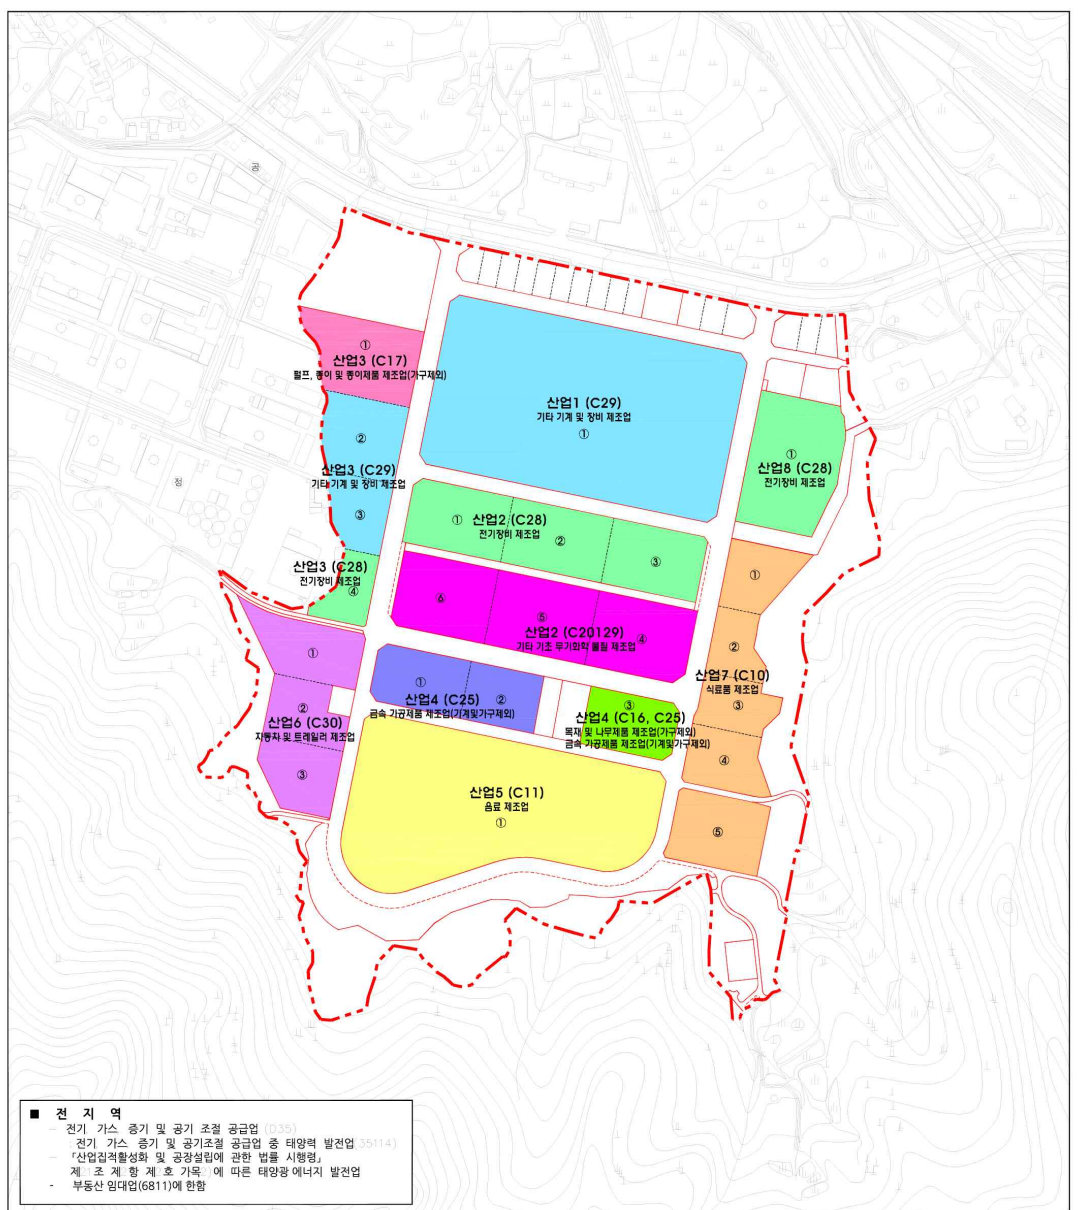 공
정
①
산업3 (C17)
펄프, 종이 및 종이제품 제조업(가구제외)
②
산업3 (C29)
기타 기계 및 장비 제조업
③
산업3 (C28)
전기장비 제조업
④
산업1 (C29)
기타 기계 및 장비 제조업
①
①
산업8 (C28)
전기장비 제조업
①
산업2 (C28)
전기장비 제조업
②
③
⑥
⑤
산업2 (C20129)
④
기타 기초 무기화학 물질 제조업
①
②
산업7 (C10)
식료품 제조업
③
④
⑤
①
②
산업6 (C30)
자동차 및 트레일러 제조업
③
①
산업4 (C25)
②
금속 가공제품 제조업(기계및가구제외)
③
산업4 (C16, C25)
목재 및 나무제품 제조업(가구제외)
금속 가공제품 제조업(기계및가구제외)
산업5 (C11)
음료 제조업
①
■ 전 지 역
- 전기 가스 증기 및 공기 조절 공급업 (D35)
: 전기 가스 증기 및 공기조절 공급업 중 태양력 발전업(35114)
- 「산업집적활성화 및 공장설립에 관한 법률 시행령」
제 조 제 항 제 호 가목 에 따른 태양광 에너지 발전업
- 부동산 임대업(6811)에 한함